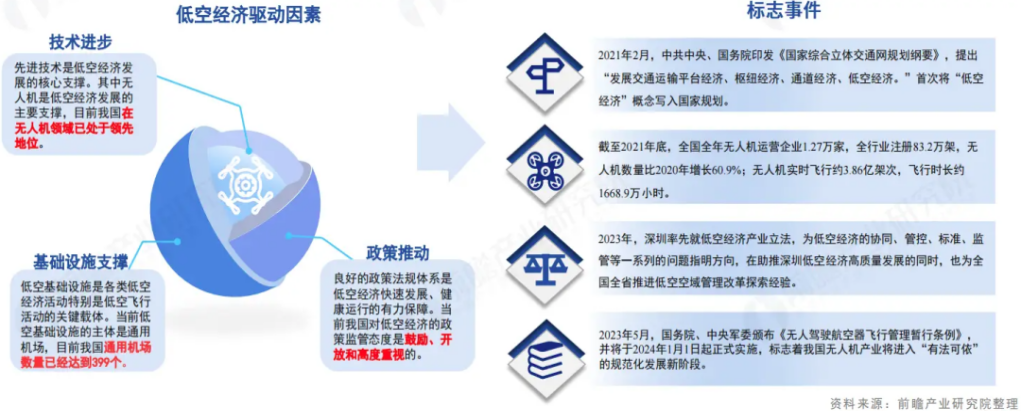 低空经济驱动因素
技术进步
先进技术是低空经济发
展的核心支撑。其中无
人机是低空经济发展的
主要支撑，目前我国在
无人机领域已处于领先
地位。
基础设施支撑
低空基础设施是各类低空
经济活动特别是低空飞行
活动的关键载体。当前低
空基础设施的主体是通用
机场，目前我国通用机场
数量已经达到399个。
政策推动
良好的政策法规体系是
低空经济快速发展、健
康运行的有力保障。当
前我国对低空经济的政
策监管态度是鼓励、开
放和高度重视的。
标志事件
2021年2月，中共中央、国务院印发《国家综合立体交通网规划纲要》，提出
“发展交通运输平台经济、枢纽经济、通道经济、低空经济。”首次将“低空
经济”概念写入国家规划。
截至2021年底，全国全年无人机运营企业1.27万家，全行业注册83.2万架，无
人机数量比2020年增长60.9%；无人机实时飞行约3.86亿架次，飞行时长约
1668.9万小时。
2023年，深圳率先就低空经济产业立法，为低空经济的协同、管控、标准、监
管等一系列的问题指明方向，在助推深圳低空经济高质量发展的同时，也为全
国全省推进低空空域管理改革探索经验。
2023年5月，国务院、中央军委颁布《无人驾驶航空器飞行管理暂行条例》，
并将于2024年1月1日起正式实施，标志着我国无人机产业将进入“有法可依”
的规范化发展新阶段。
资料来源：前瞻产业研究院整理